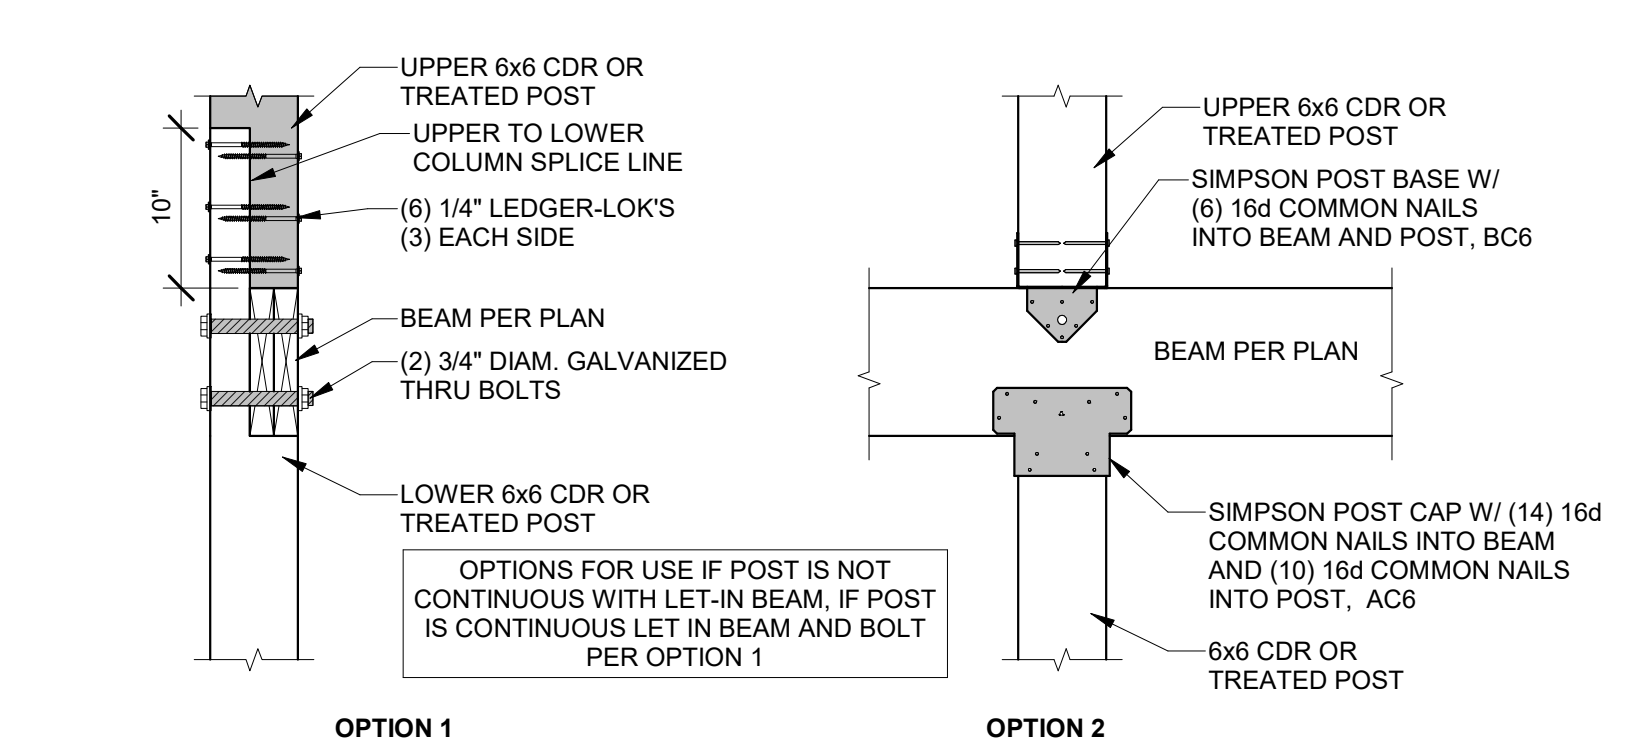 UPPER 6x6 CDR OR
TREATED POST
UPPER TO LOWER
COLUMN SPLICE LINE
10"
(6) 1/4" LEDGER-LOK'S
(3) EACH SIDE
BEAM PER PLAN
(2) 3/4" DIAM. GALVANIZED
THRU BOLTS
LOWER 6x6 CDR OR
TREATED POST
OPTIONS FOR USE IF POST IS NOT
CONTINUOUS WITH LET-IN BEAM, IF POST
IS CONTINUOUS LET IN BEAM AND BOLT
PER OPTION 1
OPTION 1
UPPER 6x6 CDR OR
TREATED POST
SIMPSON POST BASE W/
(6) 16d COMMON NAILS
INTO BEAM AND POST, BC6
BEAM PER PLAN
SIMPSON POST CAP W/ (14) 16d
COMMON NAILS INTO BEAM
AND (10) 16d COMMON NAILS
INTO POST, AC6
6x6 CDR OR
TREATED POST
OPTION 2